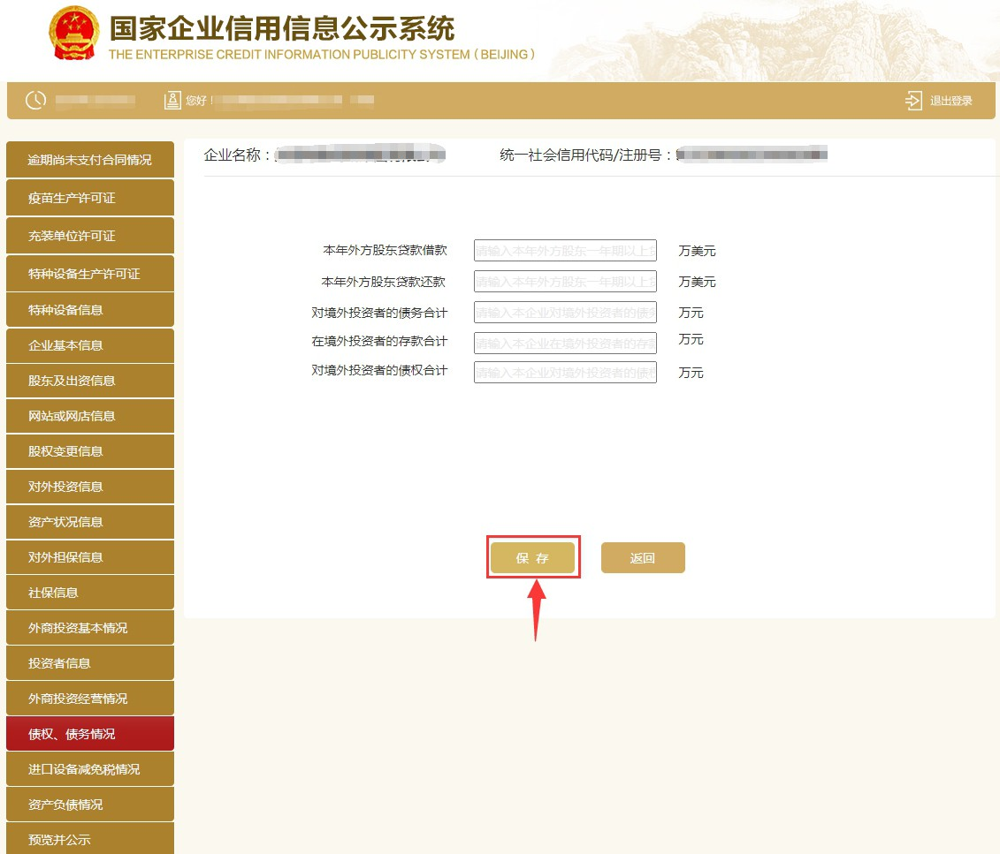 国家企业信用信息公示系统
THE ENTERPRISE CREDIT INFORMATION PUBLICITY SYSTEM ( BEIJING )
您好！
退出登录
逾期尚未支付合同情况
疫苗生产许可证
充装单位许可证
特种设备生产许可证
特种设备信息
企业基本信息
股东及出资信息
网站或网店信息
股权变更信息
对外投资信息
资产状况信息
对外担保信息
社保信息
外商投资基本情况
投资者信息
外商投资经营情况
债权、债务情况
进口设备减免税情况
资产负债情况
预览并公示
企业名称：
统一社会信用代码/注册号：
本年外方股东贷款借款 请输入本年外方股东一年期以上 万美元
本年外方股东贷款还款 请输入本年外方股东一年期以上 万美元
对境外投资者的债务合计 请输入本企业对境外投资者的债 万元
在境外投资者的存款合计 请输入本企业在境外投资者的存 万元
对境外投资者的债权合计 请输入本企业对境外投资者的债 万元
保 存
返回